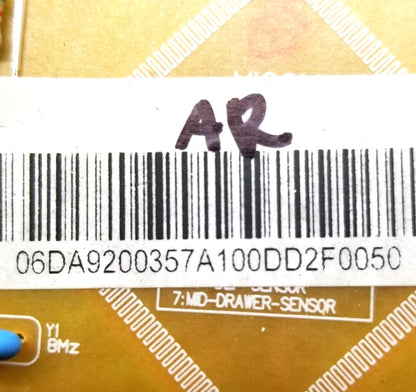 AR
06DA9200357A100DD2F0050
7:MID-DRAWER-SENSOR
Y1
8Mz